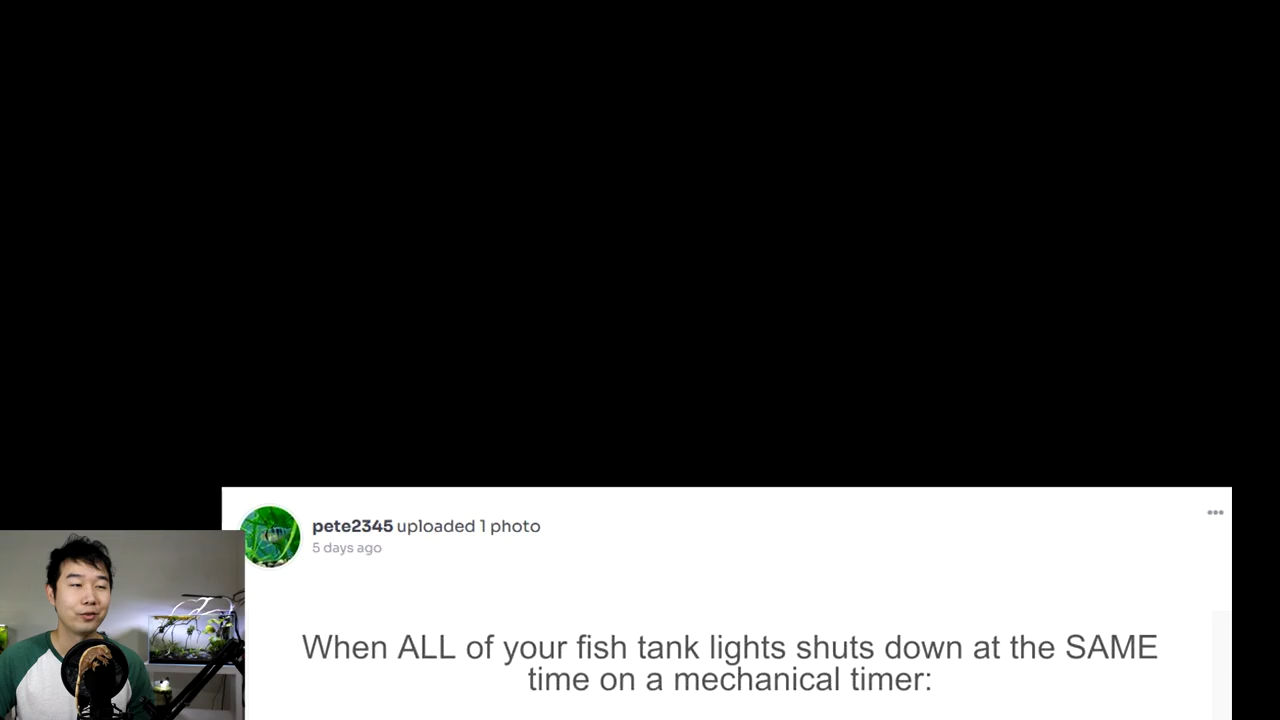 pete2345 uploaded 1 photo
5 days ago
When ALL of your fish tank lights shuts down at the SAME
time on a mechanical timer: